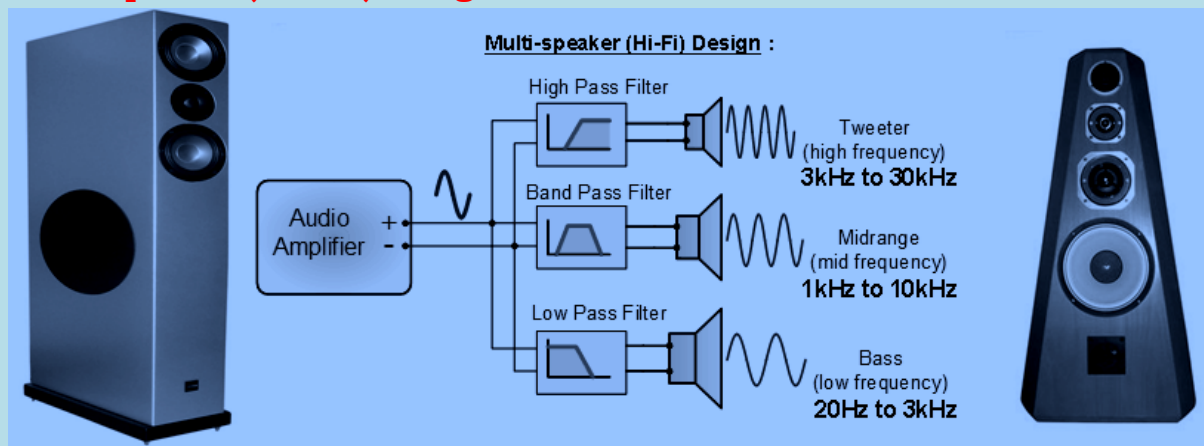 Multi-speaker (Hi-Fi) Design :
High Pass Filter
Tweeter
(high frequency)
3kHz to 30kHz
Band Pass Filter
Audio
Amplifier
+
-
Midrange
(mid frequency)
1kHz to 10kHz
Low Pass Filter
Bass
(low frequency)
20Hz to 3kHz